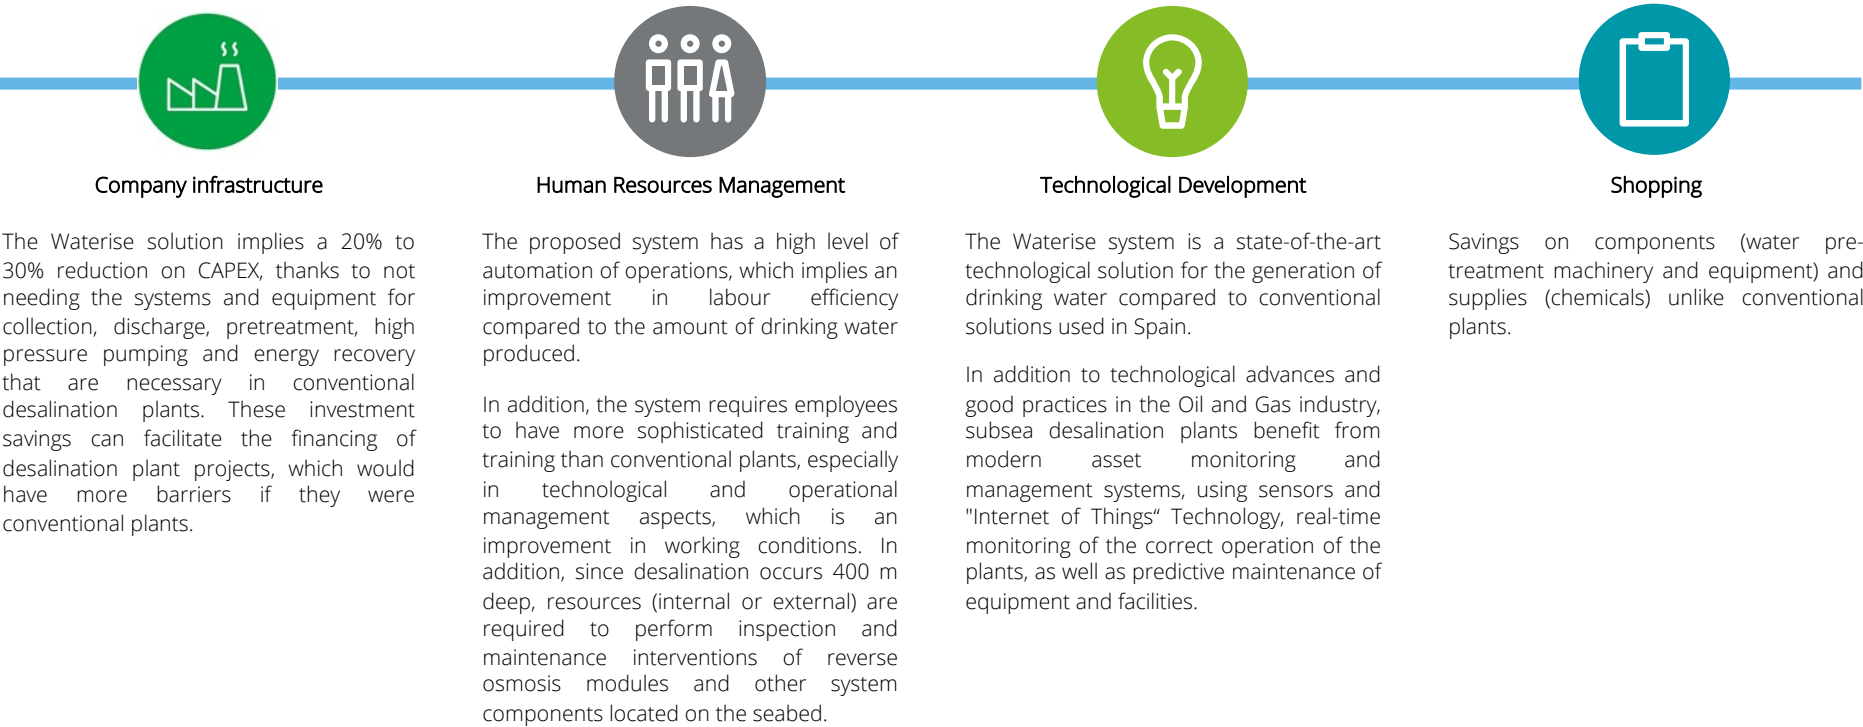 Company infrastructure
The Waterise solution implies a 20% to
30% reduction on CAPEX, thanks to not
needing the systems and equipment for
collection, discharge, pretreatment, high
pressure pumping and energy recovery
that are necessary in conventional
desalination plants. These investment
savings can facilitate the financing of
desalination plant projects, which would
have more barriers if they were
conventional plants.
Human Resources Management
The proposed system has a high level of
automation of operations, which implies an
improvement in labour efficiency
compared to the amount of drinking water
produced.
In addition, the system requires employees
to have more sophisticated training and
training than conventional plants, especially
in technological and operational
management aspects, which is an
improvement in working conditions. In
addition, since desalination occurs 400 m
deep, resources (internal or external) are
required to perform inspection and
maintenance interventions of reverse
osmosis modules and other system
components located on the seabed.
Technological Development
The Waterise system is a state-of-the-art
technological solution for the generation of
drinking water compared to conventional
solutions used in Spain.
In addition to technological advances and
good practices in the Oil and Gas industry,
subsea desalination plants benefit from
modern asset monitoring and
management systems, using sensors and
"Internet of Things“ Technology, real-time
monitoring of the correct operation of the
plants, as well as predictive maintenance of
equipment and facilities.
Shopping
Savings on components (water pre-
treatment machinery and equipment) and
supplies (chemicals) unlike conventional
plants.